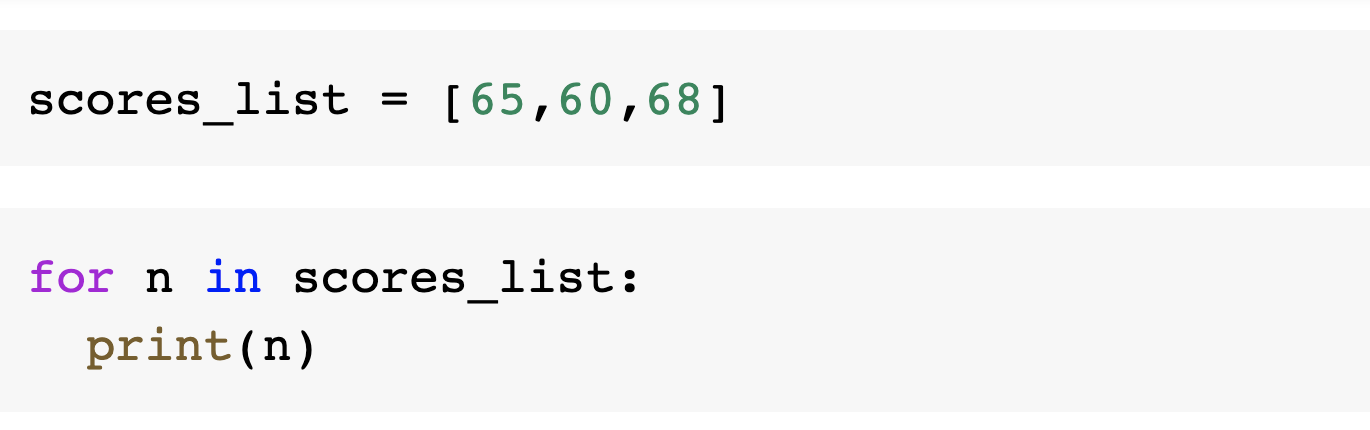 scores_list = [65,60,68]
for n in scores_list:
  print(n)